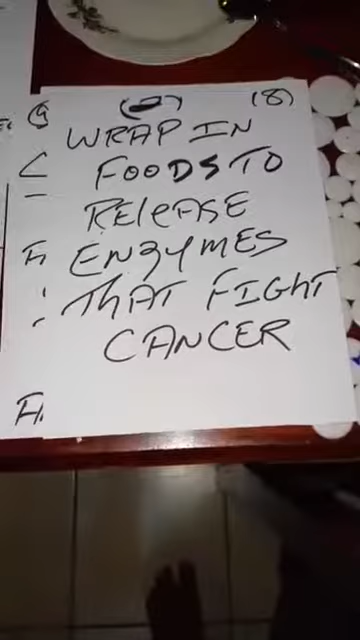 (8)
WRAP IN
FOODS TO
RElEASE
ENZYMES
THAT FIGHT
CANCER